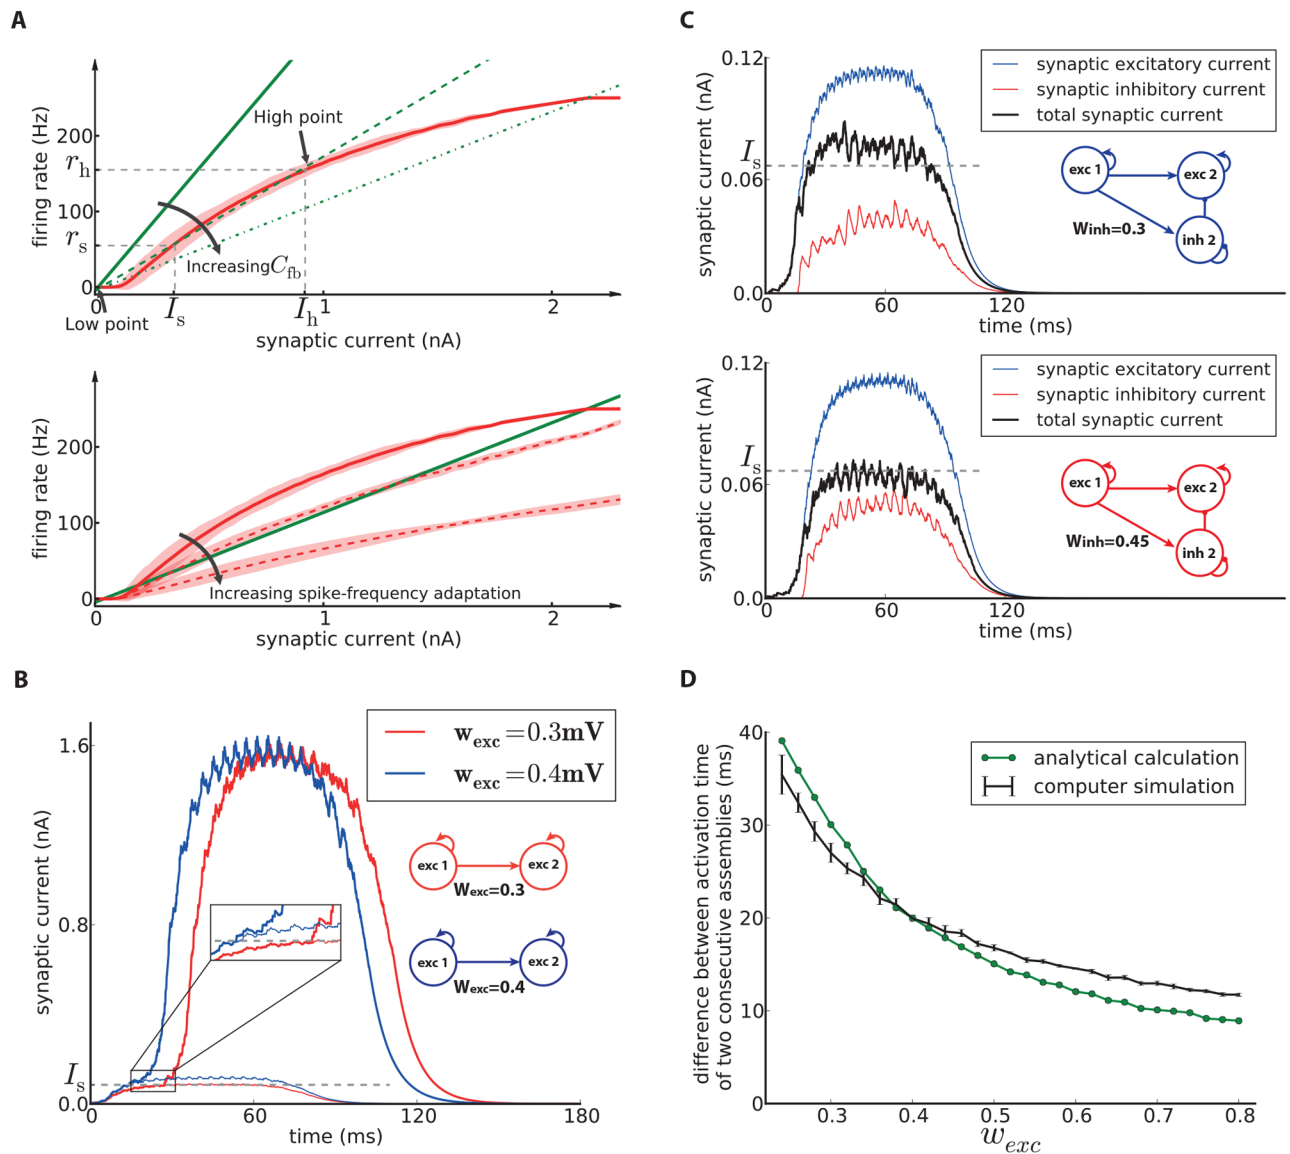 A
firing rate (Hz)
200
100
0
r_h
r_s
High point
Increasing C_fb
Low point
0
I_s
I_h
1
2
synaptic current (nA)
firing rate (Hz)
200
100
0
Increasing spike-frequency adaptation
0
1
2
synaptic current (nA)
B
synaptic current (nA)
1.6
0.8
I_s
0.0
w_exc=0.3mV
w_exc=0.4mV
exc 1
exc 2
Wexc=0.3
exc 1
exc 2
Wexc=0.4
0
60
120
180
time (ms)
C
synaptic current (nA)
0.12
I_s
0.06
0.0
synaptic excitatory current
synaptic inhibitory current
total synaptic current
exc 1
exc 2
Winh=0.3
inh 2
0
60
120
time (ms)
synaptic current (nA)
0.12
I_s
0.06
0.0
synaptic excitatory current
synaptic inhibitory current
total synaptic current
exc 1
exc 2
Winh=0.45
inh 2
0
60
120
time (ms)
D
difference between activation time
of two consecutive assemblies (ms)
40
30
20
10
0
analytical calculation
computer simulation
0.3
0.4
0.5
0.6
0.7
0.8
w_exc